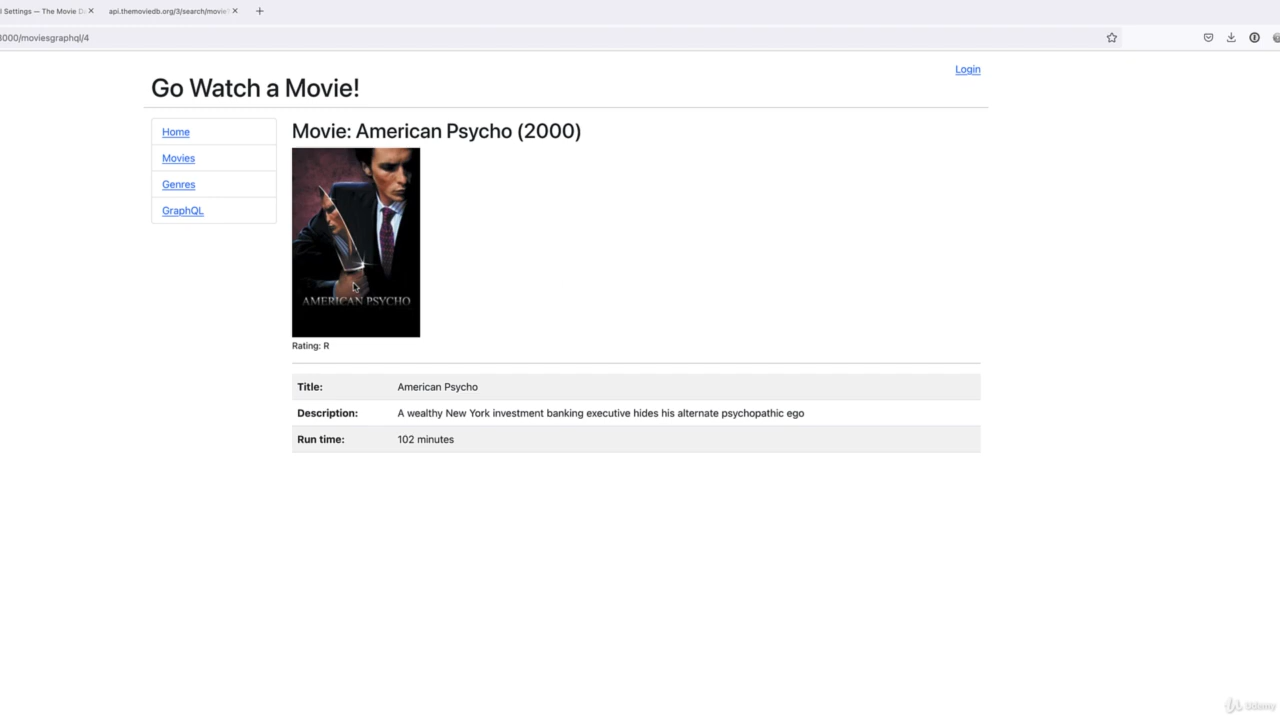 l Settings — The Movie D
api.themoviedb.org/3/search/movie?
3000/moviesgraphql/4
Login
Go Watch a Movie!
Home
Movies
Genres
GraphQL
Movie: American Psycho (2000)
AMERICAN PSYCHO
Rating: R
Title: American Psycho
Description: A wealthy New York investment banking executive hides his alternate psychopathic ego
Run time: 102 minutes
Udemy